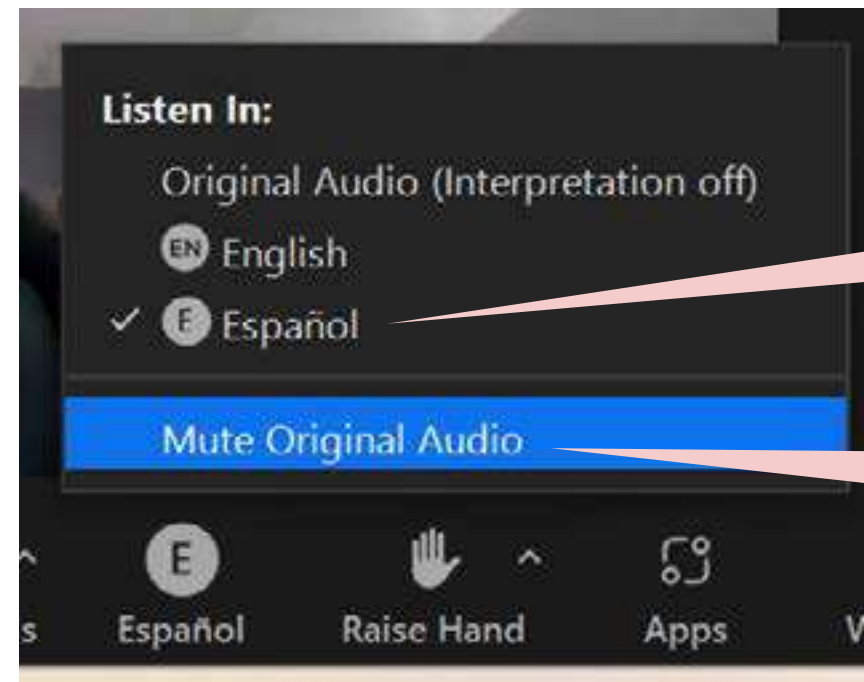 Listen In:
Original Audio (Interpretation off)
EN English
E Español
Mute Original Audio
E
s Español Raise Hand Apps V